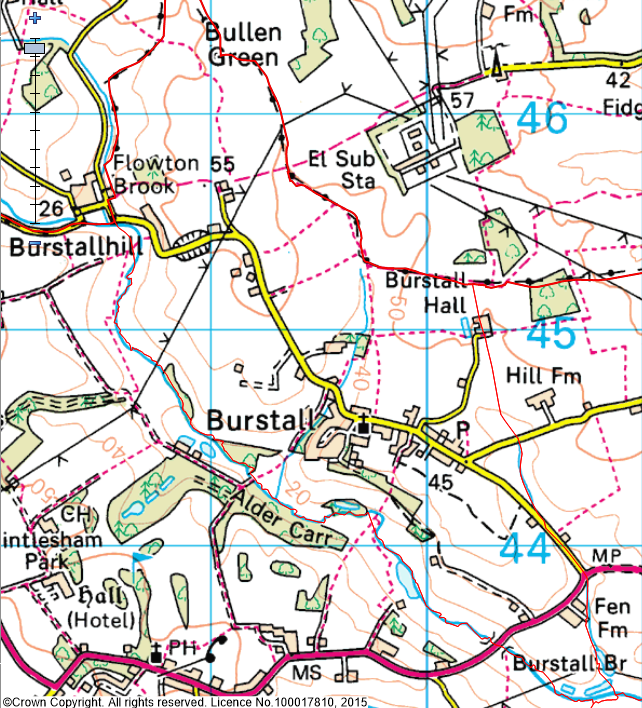 Hall
Fm
Bullen
Green
42
57
46
Fidg
El Sub
Sta
Flowton 55
Brook
26
Burstallhill
Burstall
Hall
50
45
40
Hill Fm
Burstall
P
40
45
50
20
CH
Alder Carr
44
intlesham
Park
MP
Hall
(Hotel)
Fen
Fm
PH
MS
Burstall Br
©Crown Copyright. All rights reserved. Licence No.100017810, 2015